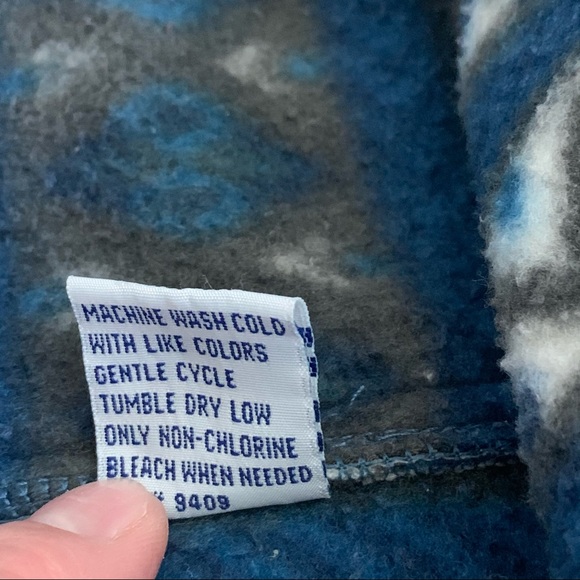 MACHINE WASH COLD
WITH LIKE COLORS
GENTLE CYCLE
TUMBLE DRY LOW
ONLY NON-CHLORINE
BLEACH WHEN NEEDED
# 9409